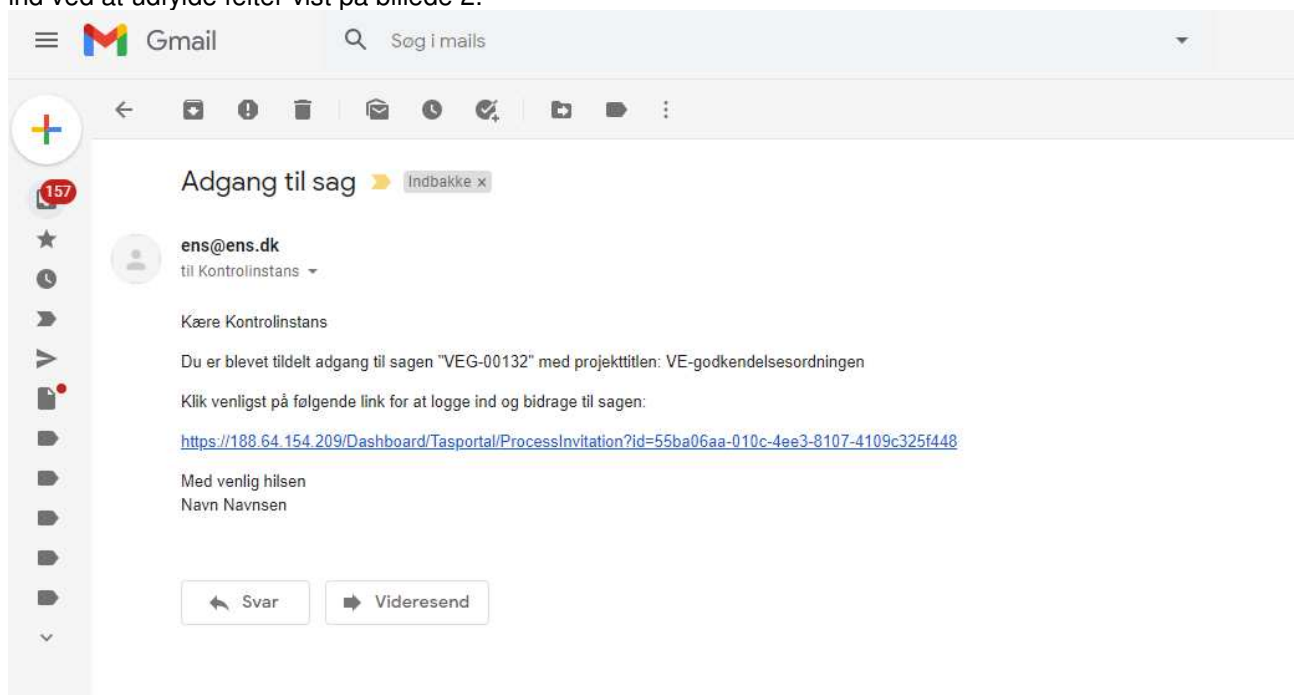 ind ved at udfylde felter vist på billede 2.
Gmail
Søg i mails
157
Adgang til sag
Indbakke x
ens@ens.dk
til Kontrolinstans
Kære Kontrolinstans
Du er blevet tildelt adgang til sagen "VEG-00132" med projekttitlen: VE-godkendelsesordningen
Klik venligst på følgende link for at logge ind og bidrage til sagen:
https://188.64.154.209/Dashboard/Tasportal/ProcessInvitation?id=55ba06aa-010c-4ee3-8107-4109c325f448
Med venlig hilsen
Navn Navnsen
Svar
Videresend